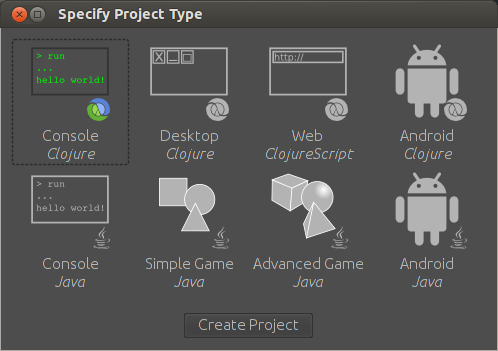 Specify Project Type
> run
...
hello world!
http://
Console
Clojure
Desktop
Clojure
Web
ClojureScript
Android
Clojure
> run
...
hello world!
Console
Java
Simple Game
Java
Advanced Game
Java
Android
Java
Create Project